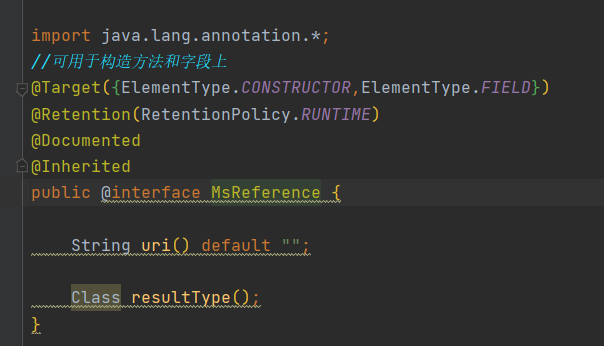 import java.lang.annotation.*;
//可用于构造方法和字段上
@Target({ElementType.CONSTRUCTOR,ElementType.FIELD})
@Retention(RetentionPolicy.RUNTIME)
@Documented
@Inherited
public @interface MsReference {
String uri() default "";
Class resultType();
}